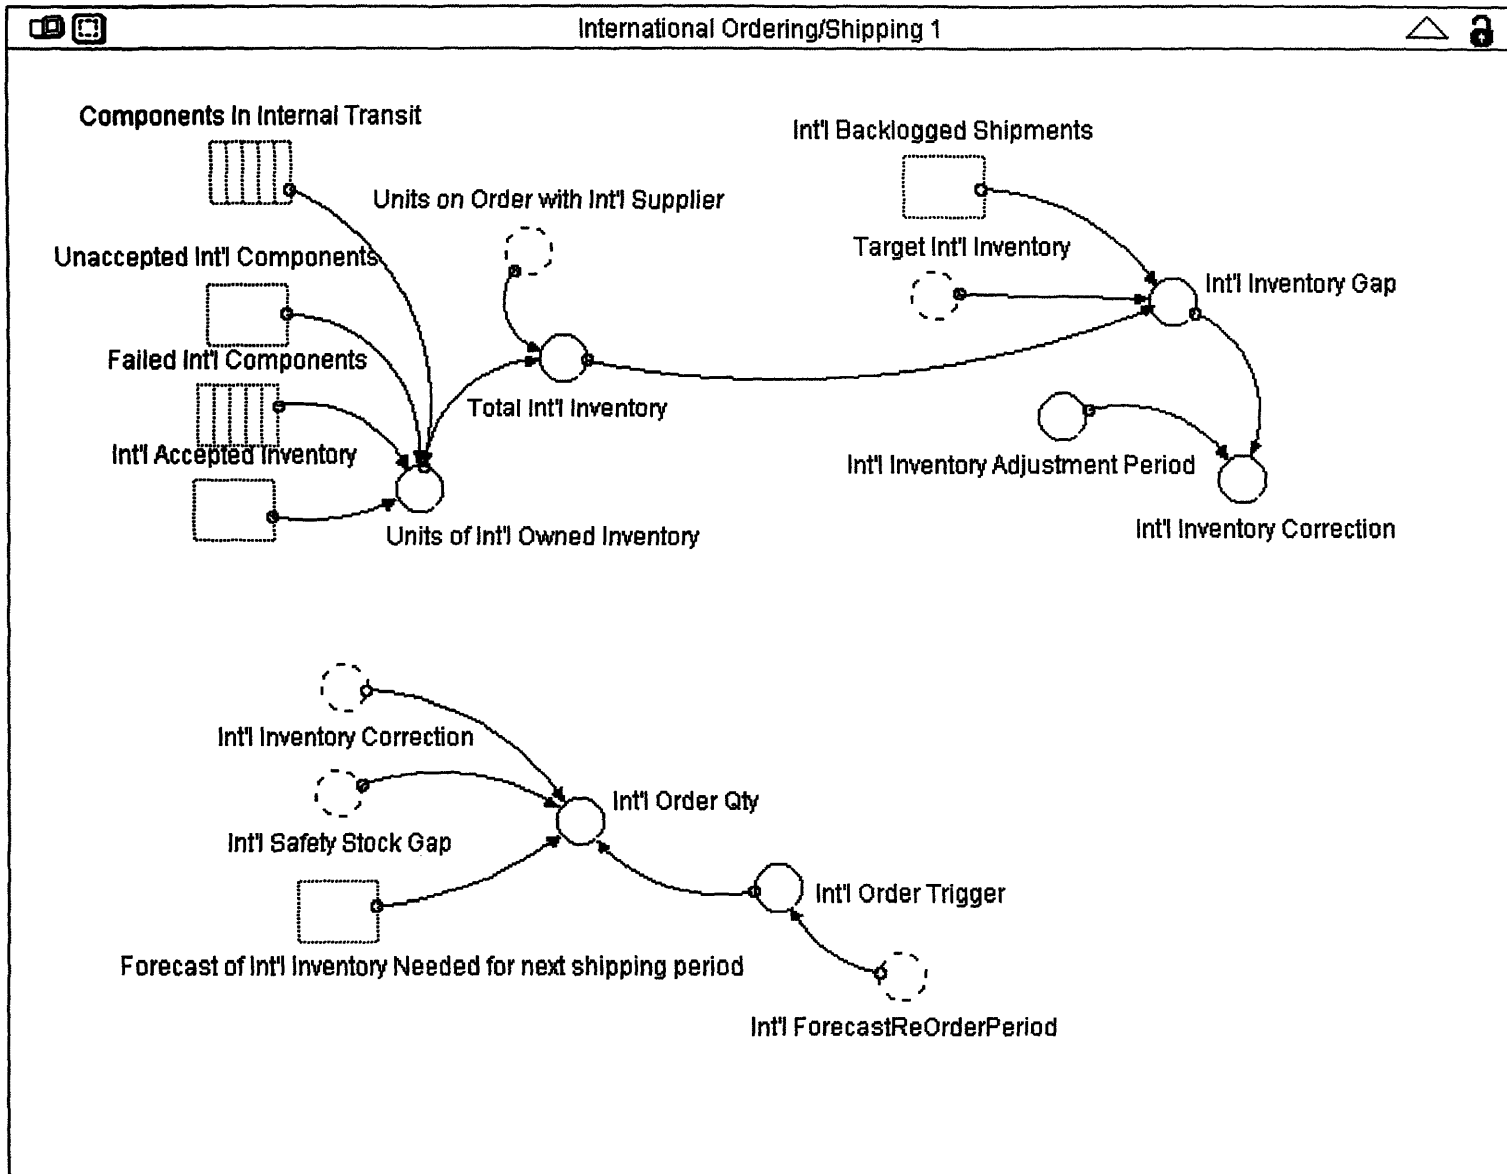 International Ordering/Shipping 1
Components In Internal Transit
Int'l Backlogged Shipments
Units on Order with Int'l Supplier
Unaccepted Int'l Components
Target Int'l Inventory
Int'l Inventory Gap
Failed Int'l Components
Total Int'l Inventory
Int'l Accepted Inventory
Int'l Inventory Adjustment Period
Units of Int'l Owned Inventory
Int'l Inventory Correction
Int'l Inventory Correction
Int'l Order Qty
Int'l Safety Stock Gap
Int'l Order Trigger
Forecast of Int'l Inventory Needed for next shipping period
Int'l ForecastReOrderPeriod